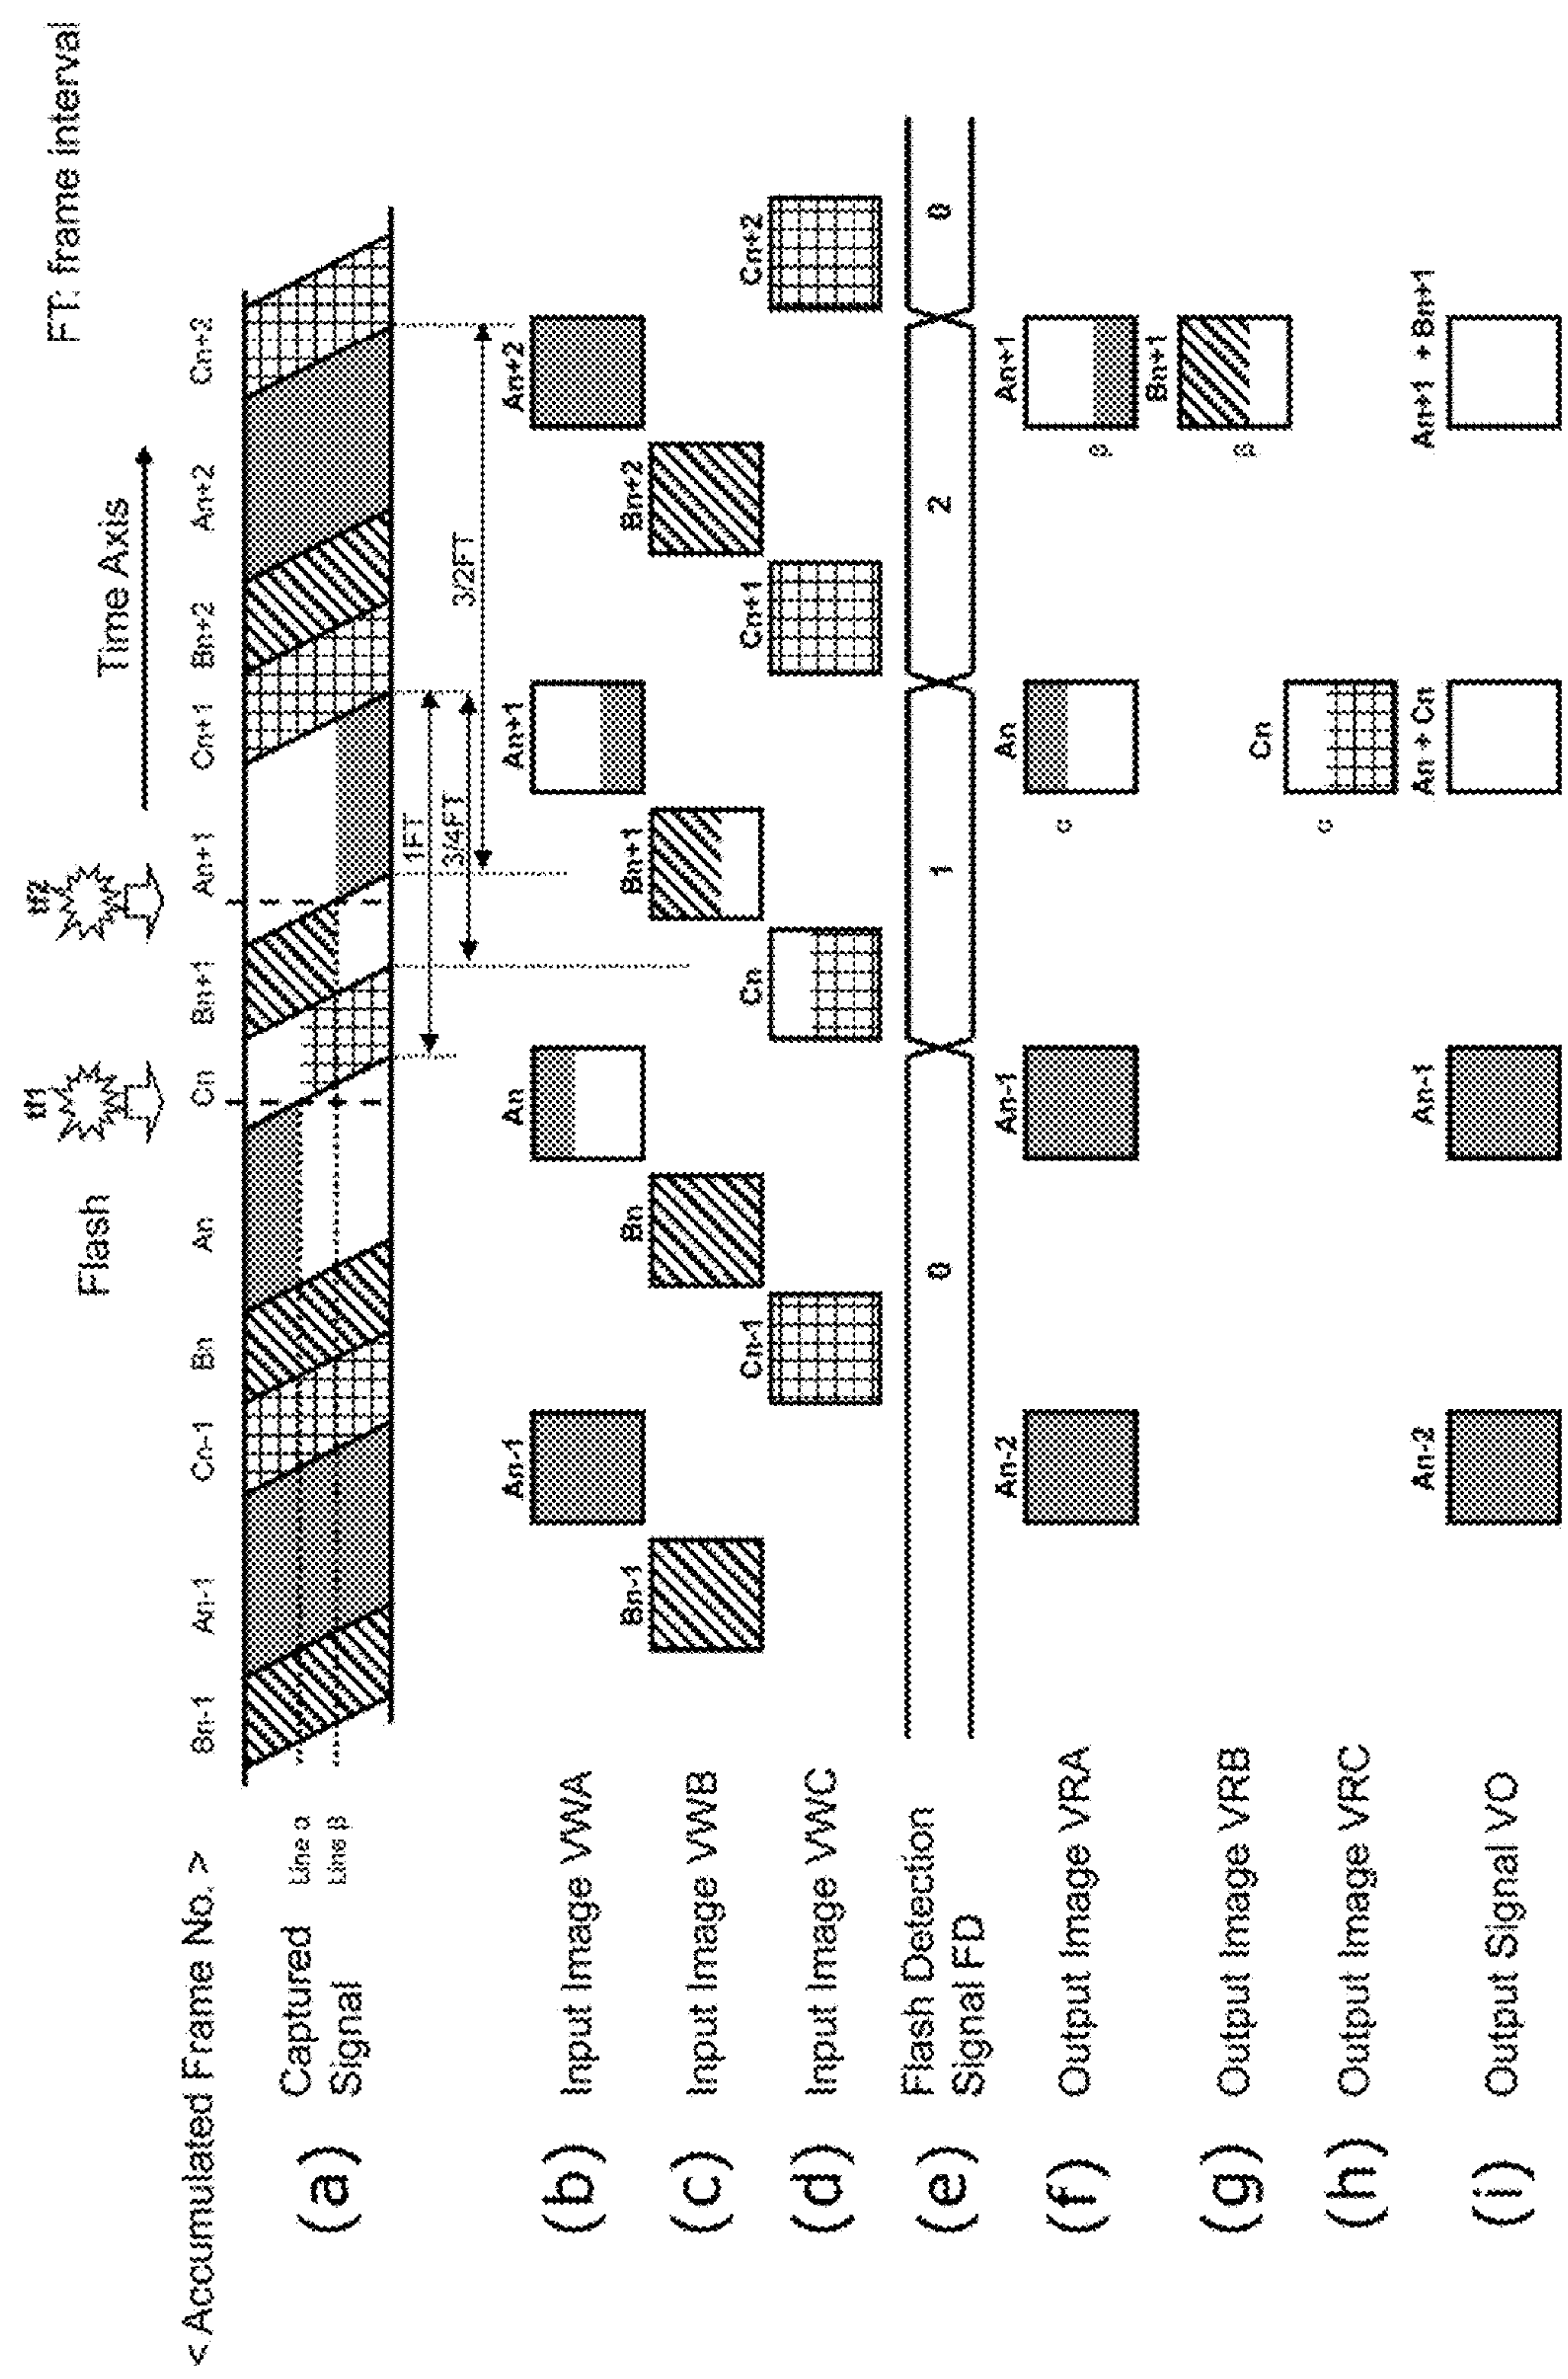 FT: frame interval
Time Axis
Flash
tf1
tf2
<Accumulated Frame No.>
Bn-1 An-1 Cn-1 Bn An Cn Bn+1 An+1 Cn+1 Bn+2 An+2 Cn+2
(a) Captured Signal
Line α
Line β
1FT
3/4FT
3/2FT
(b) Input Image VWA
An-1 An An+1 An+2
(c) Input Image VWB
Bn-1 Bn Bn+1 Bn+2
(d) Input Image VWC
Cn-1 Cn Cn+1 Cn+2
(e) Flash Detection Signal FD
0 1 2 0
(f) Output Image VRA
An-2 An-1 An An+1
α β
(g) Output Image VRB
Bn+1
β
(h) Output Image VRC
Cn
α
(i) Output Signal VO
An-2 An-1 An + Cn An+1 + Bn+1